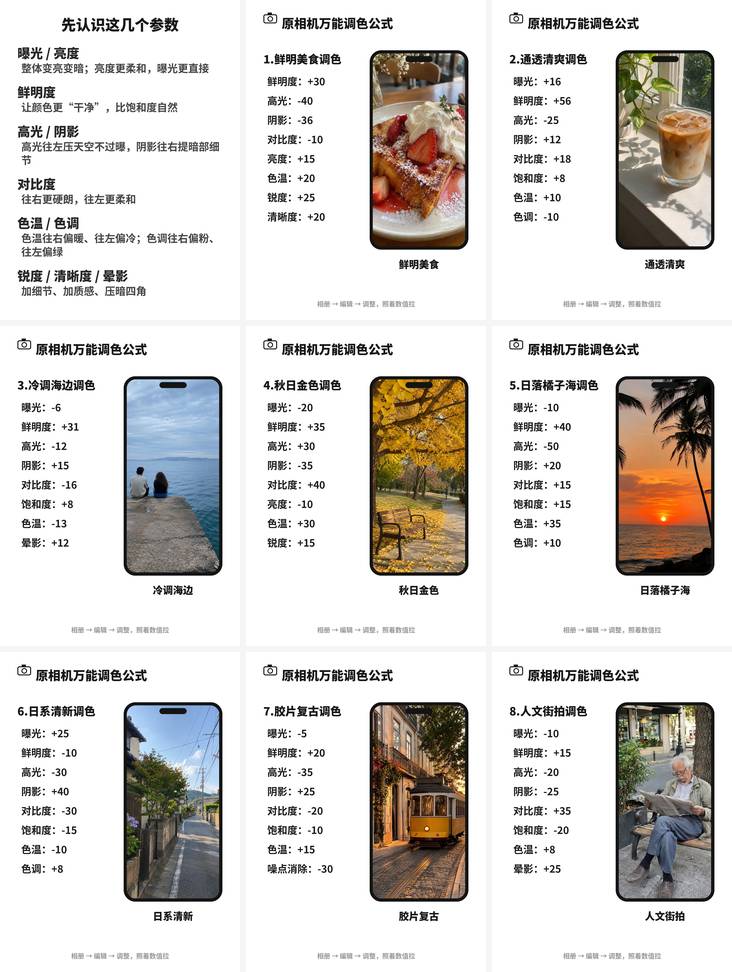 先认识这几个参数
曝光 / 亮度
整体变亮变暗；亮度更柔和，曝光更直接
鲜明度
让颜色更“干净”，比饱和度自然
高光 / 阴影
高光往左压天空不过曝，阴影往右提暗部细
节
对比度
往右更硬朗，往左更柔和
色温 / 色调
色温往右偏暖、往左偏冷；色调往右偏粉、
往左偏绿
锐度 / 清晰度 / 晕影
加细节、加质感、压暗四角
原相机万能调色公式
1.鲜明美食调色
鲜明度：+30
高光：-40
阴影：-36
对比度：-10
亮度：+15
色温：+20
锐度：+25
清晰度：+20
鲜明美食
相册 → 编辑 → 调整，照着数值拉
原相机万能调色公式
2.通透清爽调色
曝光：+16
鲜明度：+56
高光：-25
阴影：+12
对比度：+18
饱和度：+8
色温：+10
色调：-10
通透清爽
相册 → 编辑 → 调整，照着数值拉
原相机万能调色公式
3.冷调海边调色
曝光：-6
鲜明度：+31
高光：-12
阴影：+15
对比度：-16
饱和度：+8
色温：-13
晕影：+12
冷调海边
相册 → 编辑 → 调整，照着数值拉
原相机万能调色公式
4.秋日金色调色
曝光：-20
鲜明度：+35
高光：+30
阴影：-35
对比度：+40
亮度：-10
色温：+30
锐度：+15
秋日金色
相册 → 编辑 → 调整，照着数值拉
原相机万能调色公式
5.日落橘子海调色
曝光：-10
鲜明度：+40
高光：-50
阴影：+20
对比度：+15
饱和度：+15
色温：+35
色调：+10
日落橘子海
相册 → 编辑 → 调整，照着数值拉
原相机万能调色公式
6.日系清新调色
曝光：+25
鲜明度：-10
高光：-30
阴影：+40
对比度：-30
饱和度：-15
色温：-10
色调：+8
日系清新
相册 → 编辑 → 调整，照着数值拉
原相机万能调色公式
7.胶片复古调色
曝光：-5
鲜明度：+20
高光：-35
阴影：+25
对比度：-20
饱和度：-10
色温：+15
噪点消除：-30
胶片复古
相册 → 编辑 → 调整，照着数值拉
原相机万能调色公式
8.人文街拍调色
曝光：-10
鲜明度：+15
高光：-20
阴影：-25
对比度：+35
饱和度：-20
色温：+8
晕影：+25
人文街拍
相册 → 编辑 → 调整，照着数值拉